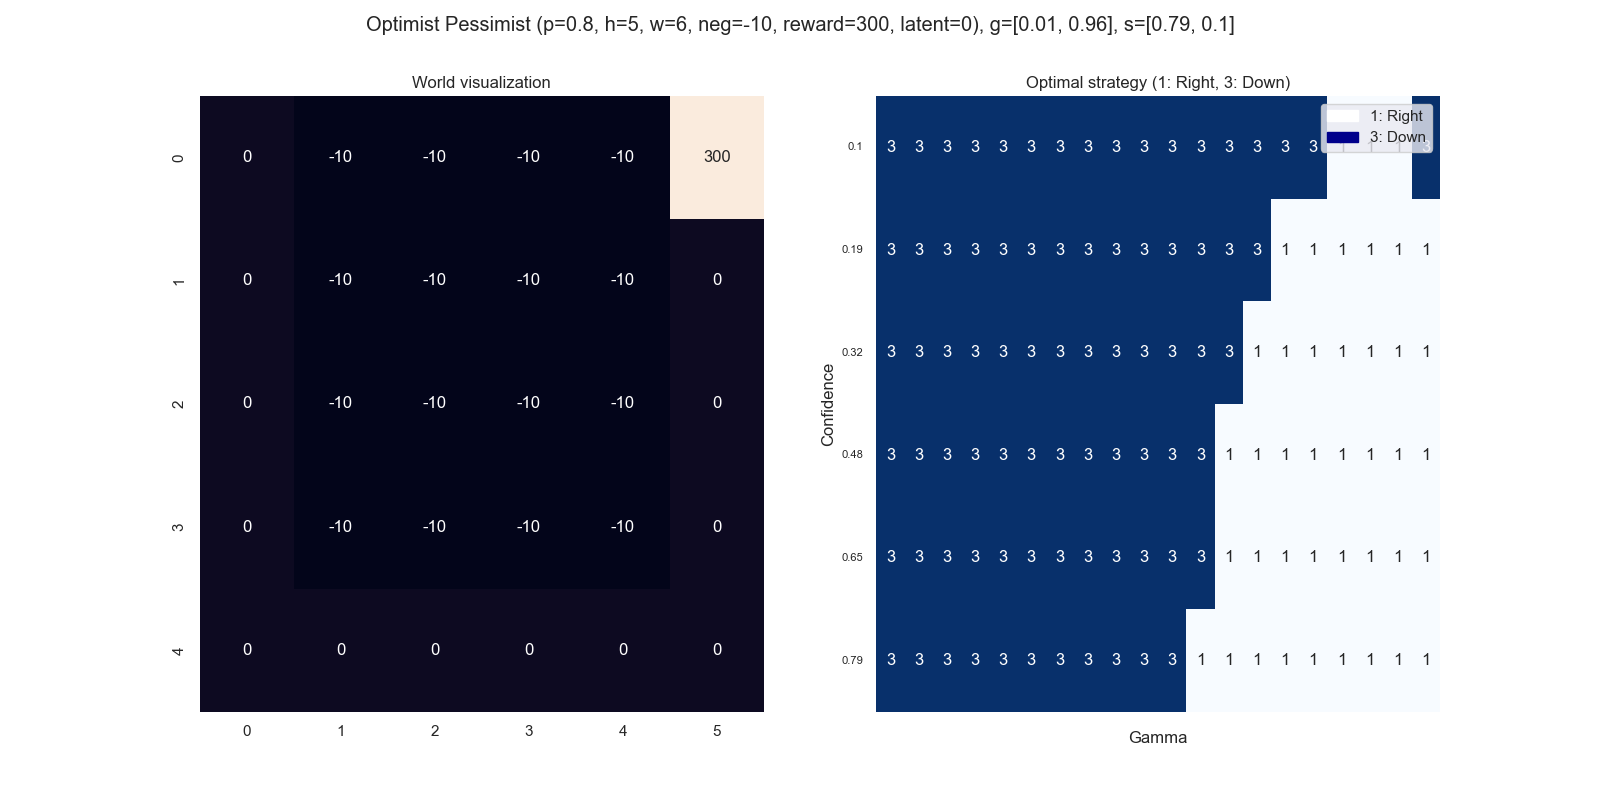 Optimist Pessimist (p=0.8, h=5, w=6, neg=-10, reward=300, latent=0), g=[0.01, 0.96], s=[0.79, 0.1]
World visualization
0 0 -10 -10 -10 -10 300
1 0 -10 -10 -10 -10 0
2 0 -10 -10 -10 -10 0
3 0 -10 -10 -10 -10 0
4 0 0 0 0 0 0
0 1 2 3 4 5
Optimal strategy (1: Right, 3: Down)
1: Right
3: Down
Confidence
0.1 3 3 3 3 3 3 3 3 3 3 3 3 3 3 3 3 1 1 1 3
0.19 3 3 3 3 3 3 3 3 3 3 3 3 3 3 1 1 1 1 1 1
0.32 3 3 3 3 3 3 3 3 3 3 3 3 3 1 1 1 1 1 1 1
0.48 3 3 3 3 3 3 3 3 3 3 3 3 1 1 1 1 1 1 1 1
0.65 3 3 3 3 3 3 3 3 3 3 3 3 1 1 1 1 1 1 1 1
0.79 3 3 3 3 3 3 3 3 3 3 3 1 1 1 1 1 1 1 1 1
Gamma